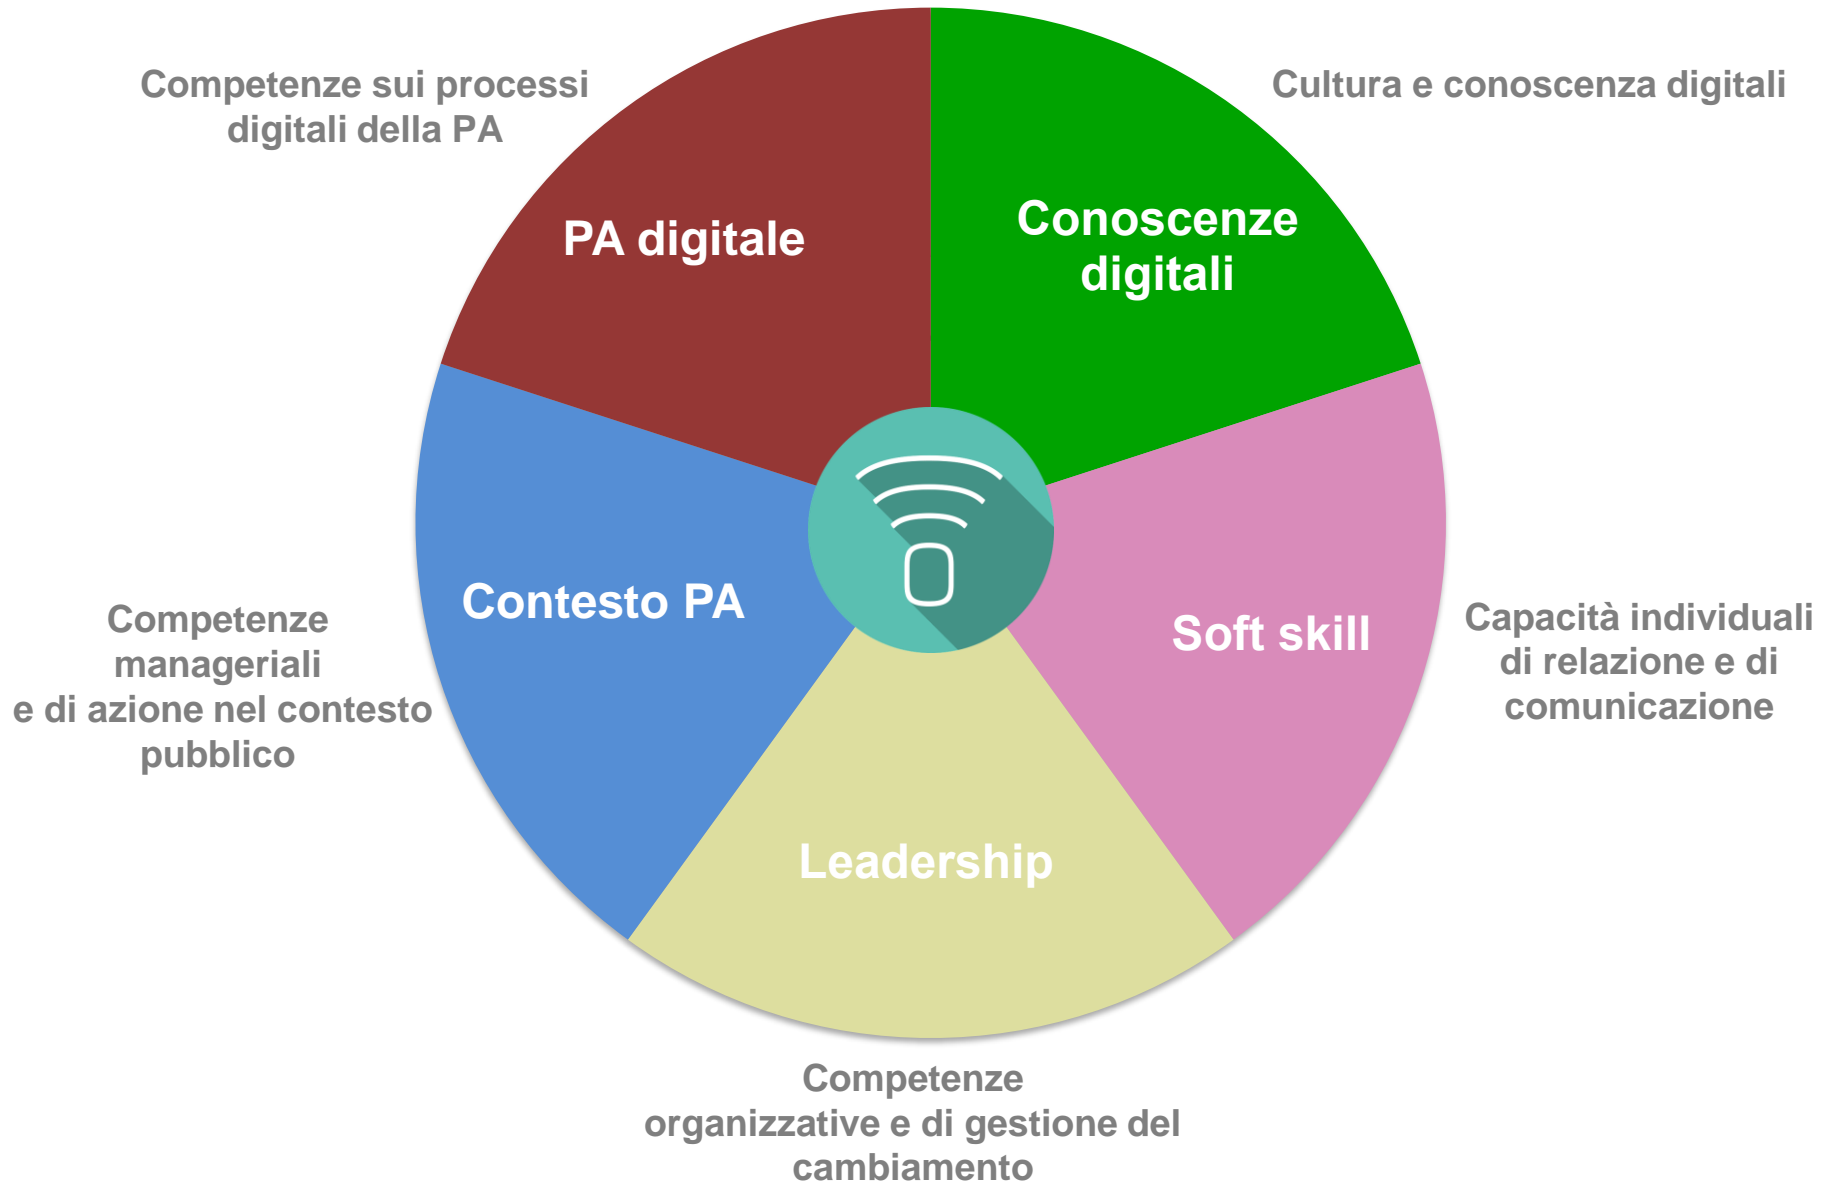 Competenze sui processi
digitali della PA
Cultura e conoscenza digitali
PA digitale
Conoscenze
digitali
Contesto PA
Soft skill
Competenze
manageriali
e di azione nel contesto
pubblico
Capacità individuali
di relazione e di
comunicazione
Leadership
Competenze
organizzative e di gestione del
cambiamento